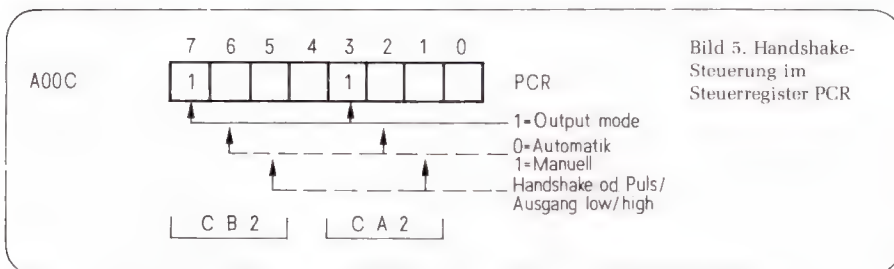 7 6 5 4 3 2 1 0
A00C
1 1
PCR
1=Output mode
0=Automatik
1=Manuell
Handshake od Puls/
Ausgang low/high
C B 2
C A 2
Bild 5. Handshake-
Steuerung im
Steuerregister PCR